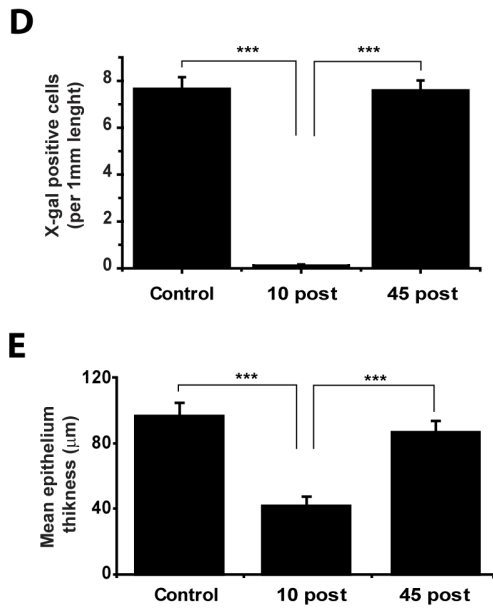 D
X-gal positive cells
(per 1mm lenght)
8
6
4
2
0
***
***
Control
10 post
45 post
E
Mean epithelium
thikness (μm)
120
80
40
0
***
***
Control
10 post
45 post